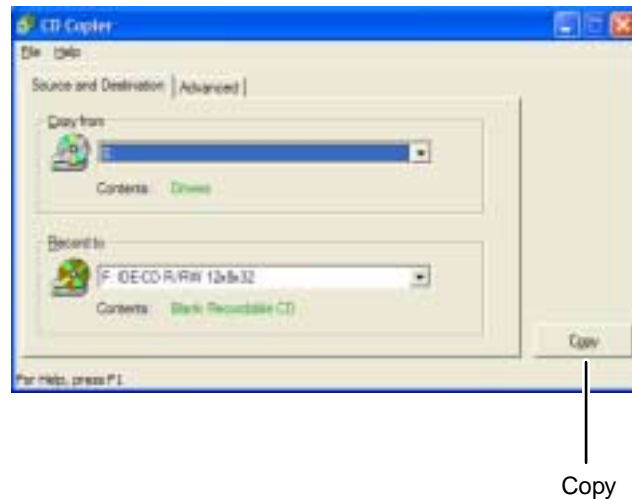 CD Copier
File Help
Source and Destination Advanced
Copy from
Contents: Drivers
Record to
F: IDE-CD R/RW 12x8x32
Contents: Blank Recordable CD
Copy
For Help, press F1
Copy